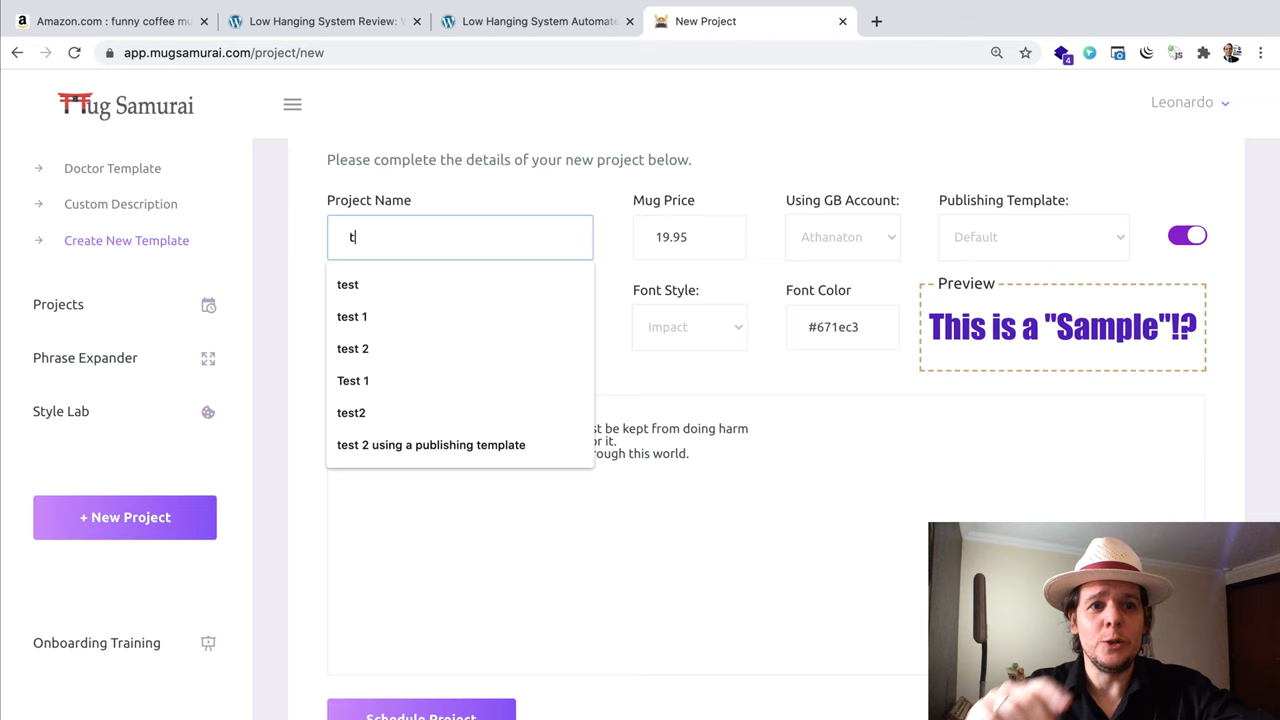 Amazon.com : funny coffee mu
Low Hanging System Review: W
Low Hanging System Automate
New Project
app.mugsamurai.com/project/new
4
JS
Mug Samurai
Leonardo
Doctor Template
Custom Description
Create New Template
Projects
Phrase Expander
Style Lab
+ New Project
Onboarding Training
Please complete the details of your new project below.
Project Name
Mug Price
Using GB Account:
Publishing Template:
t
19.95
Athanaton
Default
test
test 1
test 2
Test 1
test2
test 2 using a publishing template
Font Style:
Font Color
Preview
Impact
#671ec3
This is a "Sample"!?
st be kept from doing harm
or it.
rough this world.
Schedule Project